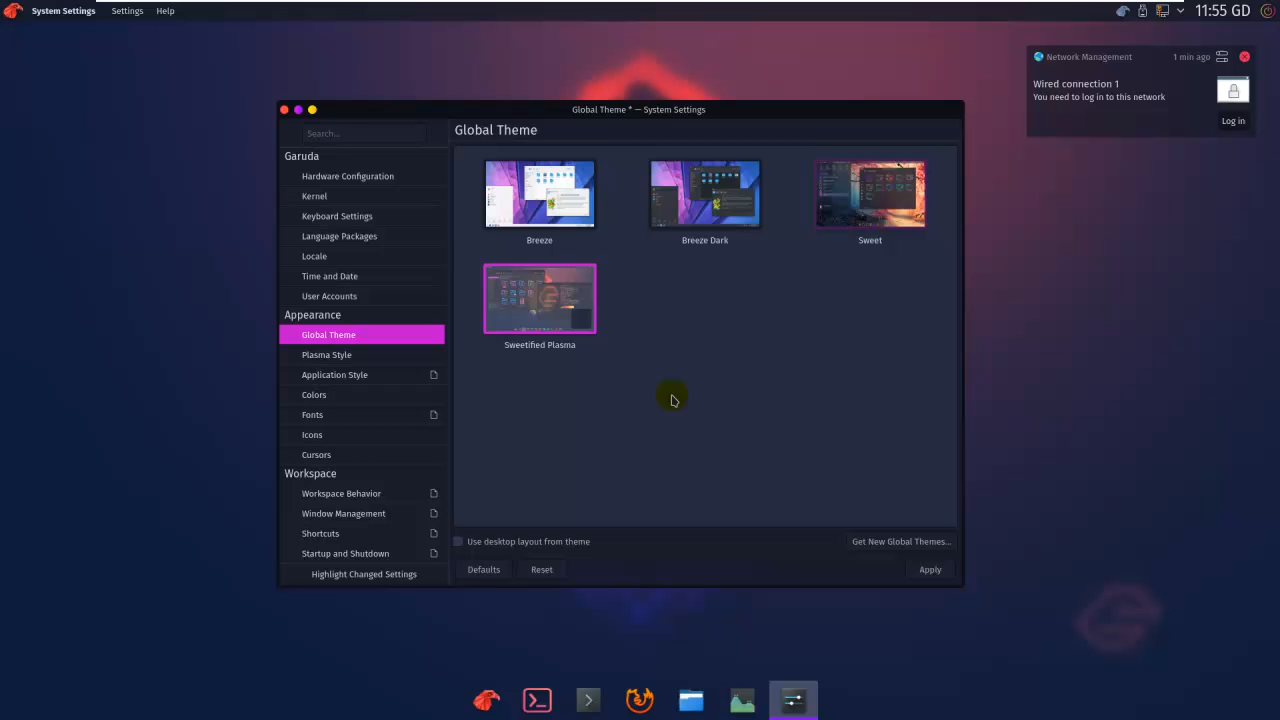 System Settings Settings Help 11:55 GD
Network Management 1 min ago
Wired connection 1
You need to log in to this network
Log in
Global Theme * — System Settings
Search...
Garuda
Hardware Configuration
Kernel
Keyboard Settings
Language Packages
Locale
Time and Date
User Accounts
Appearance
Global Theme
Plasma Style
Application Style
Colors
Fonts
Icons
Cursors
Workspace
Workspace Behavior
Window Management
Shortcuts
Startup and Shutdown
Highlight Changed Settings
Global Theme
Breeze
Breeze Dark
Sweet
Sweetified Plasma
Use desktop layout from theme
Get New Global Themes...
Defaults
Reset
Apply